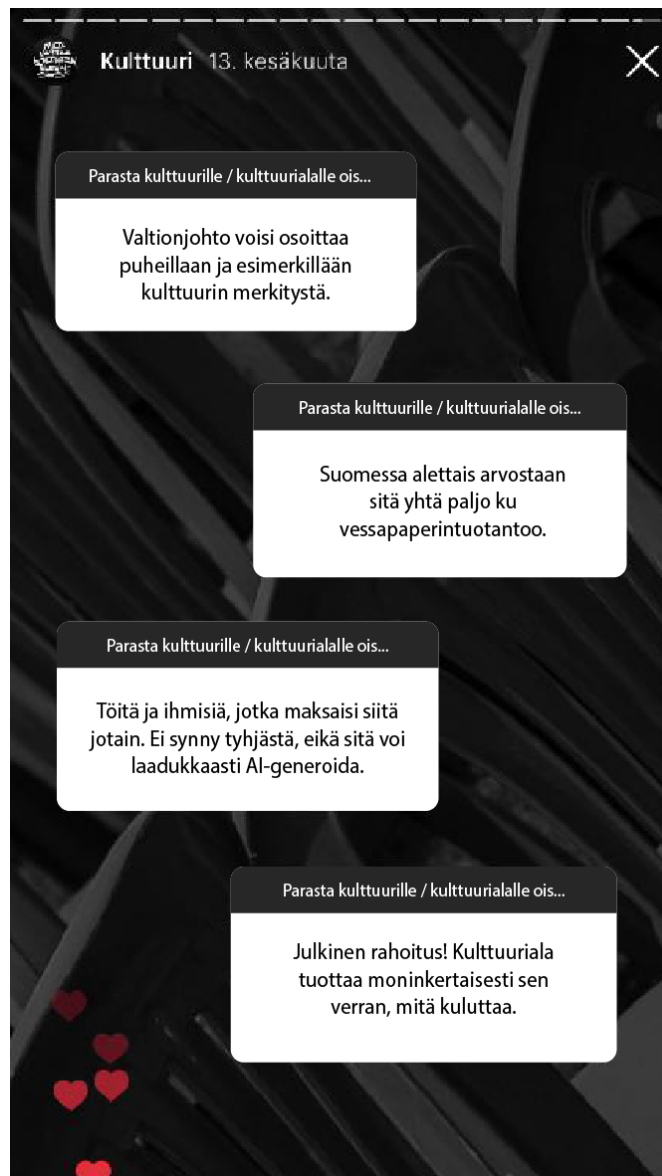 Kulttuuri 13. kesäkuuta
Parasta kulttuurille / kulttuurialalle ois...
Valtionjohto voisi osoittaa
puheillaan ja esimerkillään
kulttuurin merkitystä.
Parasta kulttuurille / kulttuurialalle ois...
Suomessa alettais arvostaan
sitä yhtä paljo ku
vessapaperintuotantoo.
Parasta kulttuurille / kulttuurialalle ois...
Töitä ja ihmisiä, jotka maksaisi siitä
jotain. Ei synny tyhjästä, eikä sitä voi
laadukkaasti AI-generoida.
Parasta kulttuurille / kulttuurialalle ois...
Julkinen rahoitus! Kulttuuriala
tuottaa moninkertaisesti sen
verran, mitä kuluttaa.